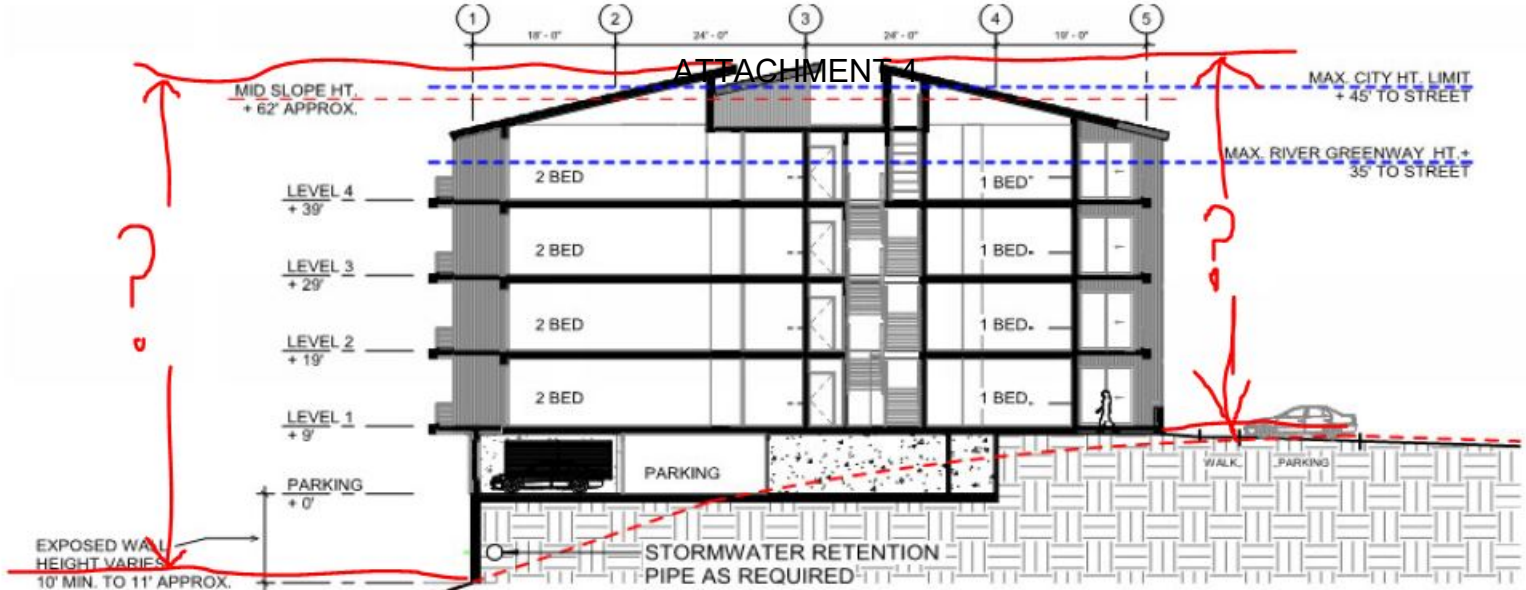 1 2 3 4 5
18' - 0" 24' - 0" 24' - 0" 19' - 0"
ATTACHMENT 4
MID SLOPE HT.
+ 62' APPROX.
MAX. CITY HT. LIMIT
+ 45' TO STREET
MAX. RIVER GREENWAY HT.+
35' TO STREET
2 BED 1 BED
LEVEL 4
+ 39'
?
?
2 BED 1 BED
LEVEL 3
+ 29'
2 BED 1 BED
LEVEL 2
+ 19'
2 BED 1 BED
LEVEL 1
+ 9'
WALK PARKING
PARKING
PARKING
+ 0'
EXPOSED WALL
HEIGHT VARIES
10' MIN. TO 11' APPROX.
STORMWATER RETENTION
PIPE AS REQUIRED